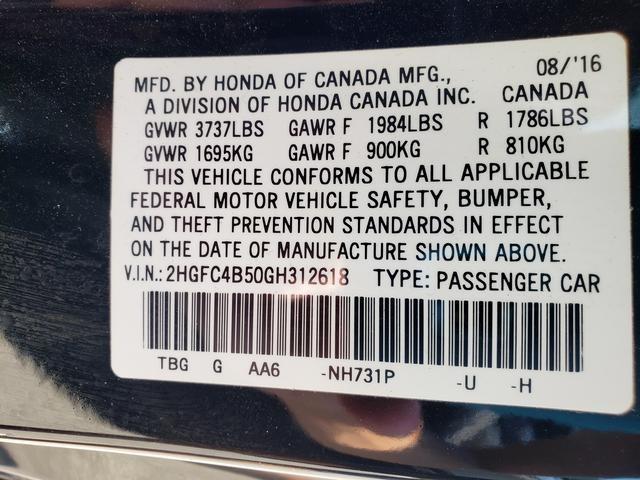 MFD. BY HONDA OF CANADA MFG., 08/'16
A DIVISION OF HONDA CANADA INC. CANADA
GVWR 3737LBS GAWR F 1984LBS R 1786LBS
GVWR 1695KG GAWR F 900KG R 810KG
THIS VEHICLE CONFORMS TO ALL APPLICABLE
FEDERAL MOTOR VEHICLE SAFETY, BUMPER,
AND THEFT PREVENTION STANDARDS IN EFFECT
ON THE DATE OF MANUFACTURE SHOWN ABOVE.
V.I.N.: 2HGFC4B50GH312618 TYPE: PASSENGER CAR
TBG G AA6 -NH731P -U -H